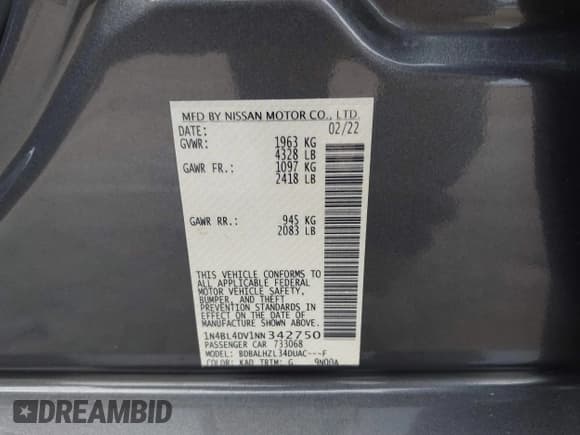 MFD BY NISSAN MOTOR CO., LTD.
DATE: 02/22
GVWR: 1963 KG
4328 LB
GAWR FR.: 1097 KG
2418 LB
GAWR RR.: 945 KG
2083 LB
THIS VEHICLE CONFORMS TO
ALL APPLICABLE FEDERAL
MOTOR VEHICLE SAFETY,
BUMPER, AND THEFT
PREVENTION STANDARDS
IN EFFECT ON THE DATE OF
MANUFACTURE SHOWN ABOVE.
1N4BL4DV1NN342750
PASSENGER CAR 733068
MODEL: BDBALHZL34DUAC---F
COLOR: KAD TRIM: G 9N00A
DREAMBID